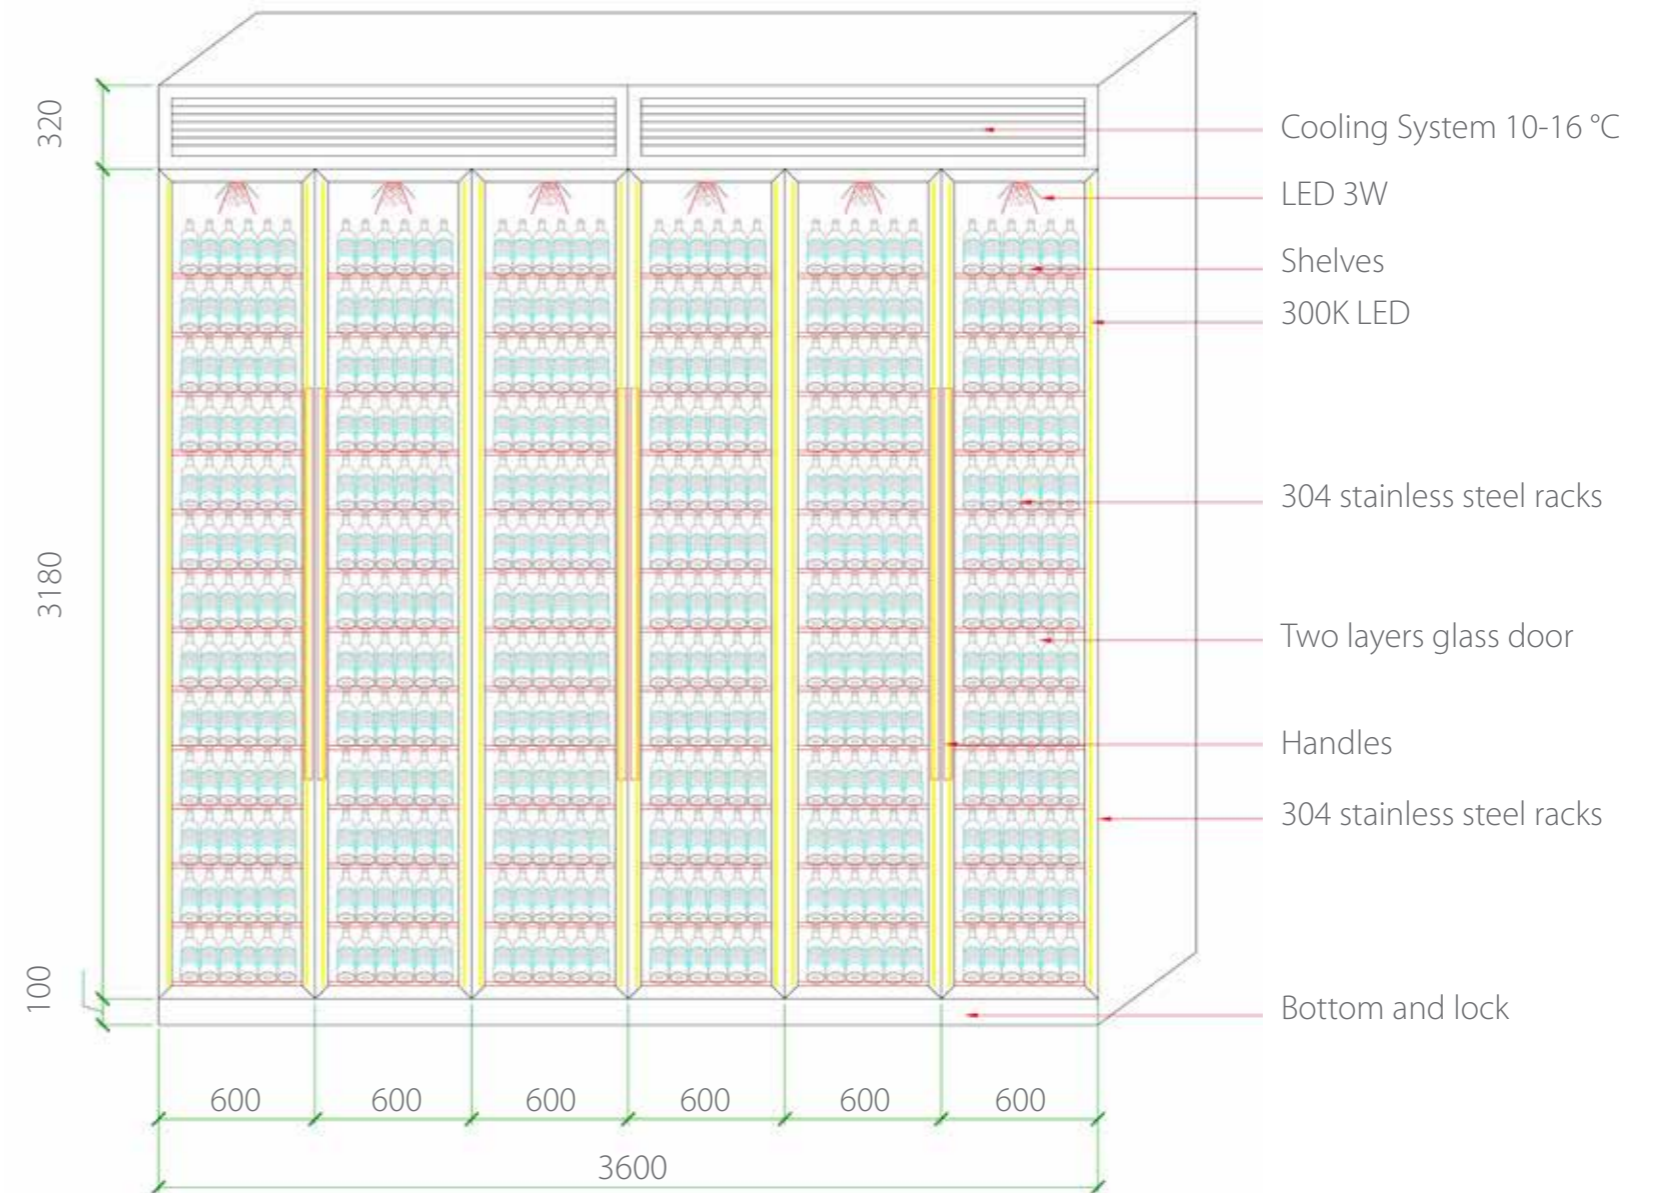 320
Cooling System 10-16 °C
LED 3W
Shelves
300K LED
304 stainless steel racks
3180
Two layers glass door
Handles
304 stainless steel racks
100
Bottom and lock
600 600 600 600 600 600
3600